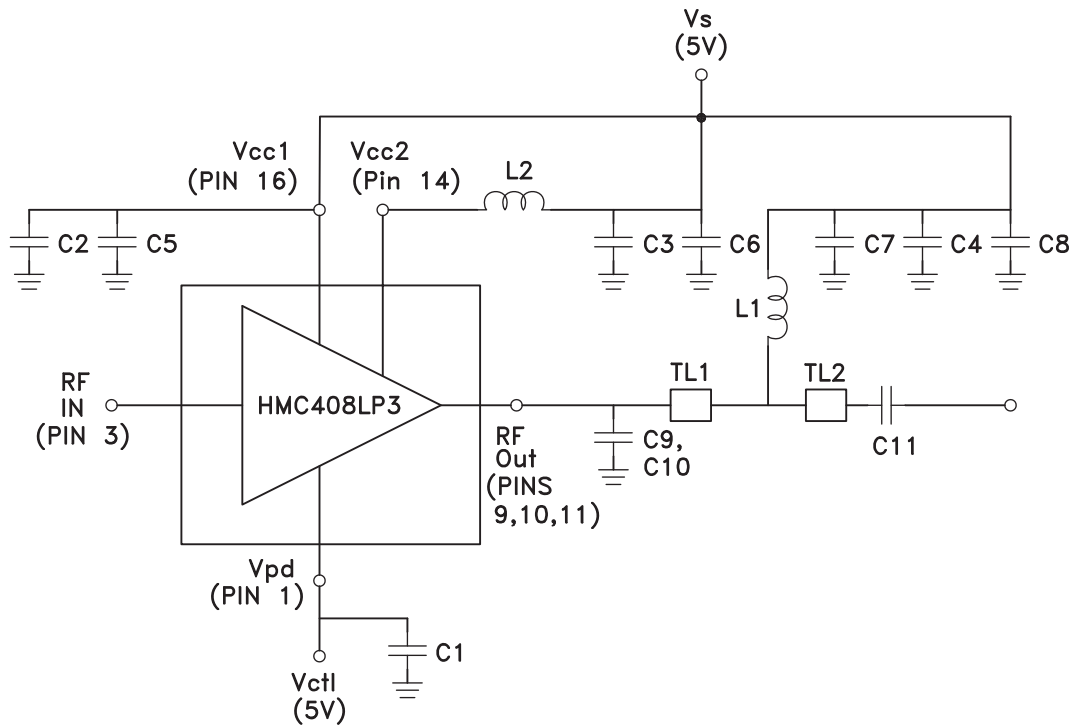 Vs
(5V)
Vcc1
(PIN 16)
Vcc2
(Pin 14)
L2
C2
C5
C3
C6
C7
C4
C8
L1
TL1
TL2
RF
IN
(PIN 3)
HMC408LP3
RF
Out
(PINS
9,10,11)
C9,
C10
C11
Vpd
(PIN 1)
C1
Vctl
(5V)